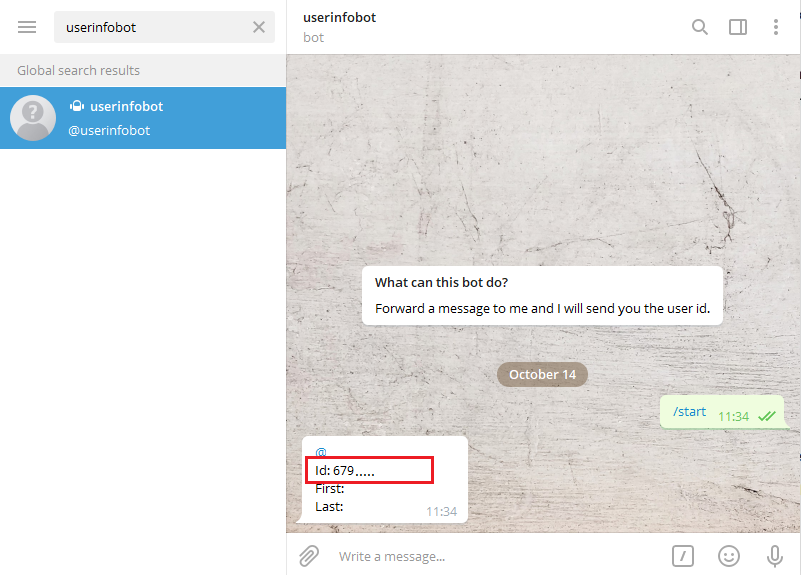 userinfobot
Global search results
userinfobot
@userinfobot
userinfobot
bot
What can this bot do?
Forward a message to me and I will send you the user id.
October 14
/start 11:34
@
Id: 679.....
First:
Last:
11:34
Write a message...